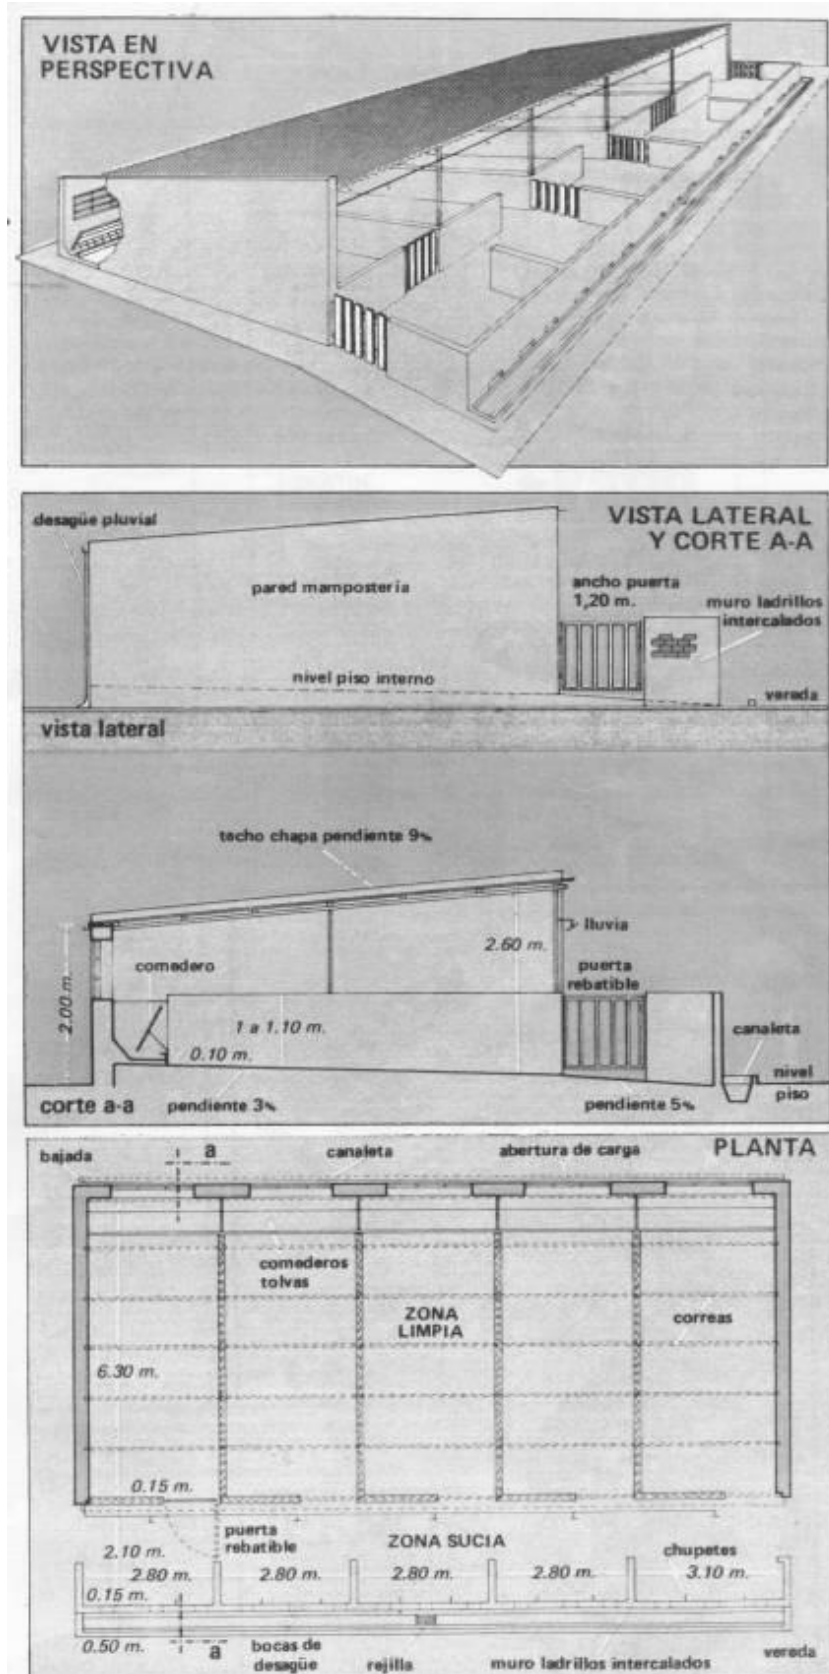 VISTA EN
PERSPECTIVA
VISTA LATERAL
Y CORTE A-A
desagüe pluvial
ancho puerta
1,20 m.
pared mampostería
muro ladrillos
intercalados
nivel piso interno
vereda
vista lateral
techo chapa pendiente 9%
lluvia
2.60 m.
comedero
puerta
rebatible
2.00 m.
1 a 1.10 m.
canaleta
0.10 m.
nivel
piso
corte a-a
pendiente 3%
pendiente 5%
PLANTA
bajada
a
canaleta
abertura de carga
comederos
tolvas
ZONA
LIMPIA
correas
6.30 m.
0.15 m.
puerta
rebatible
ZONA SUCIA
chupetes
2.10 m.
2.80 m.
2.80 m.
2.80 m.
2.80 m.
3.10 m.
0.15 m.
0.50 m.
a
bocas de
desagüe
rejilla
muro ladrillos intercalados
vereda